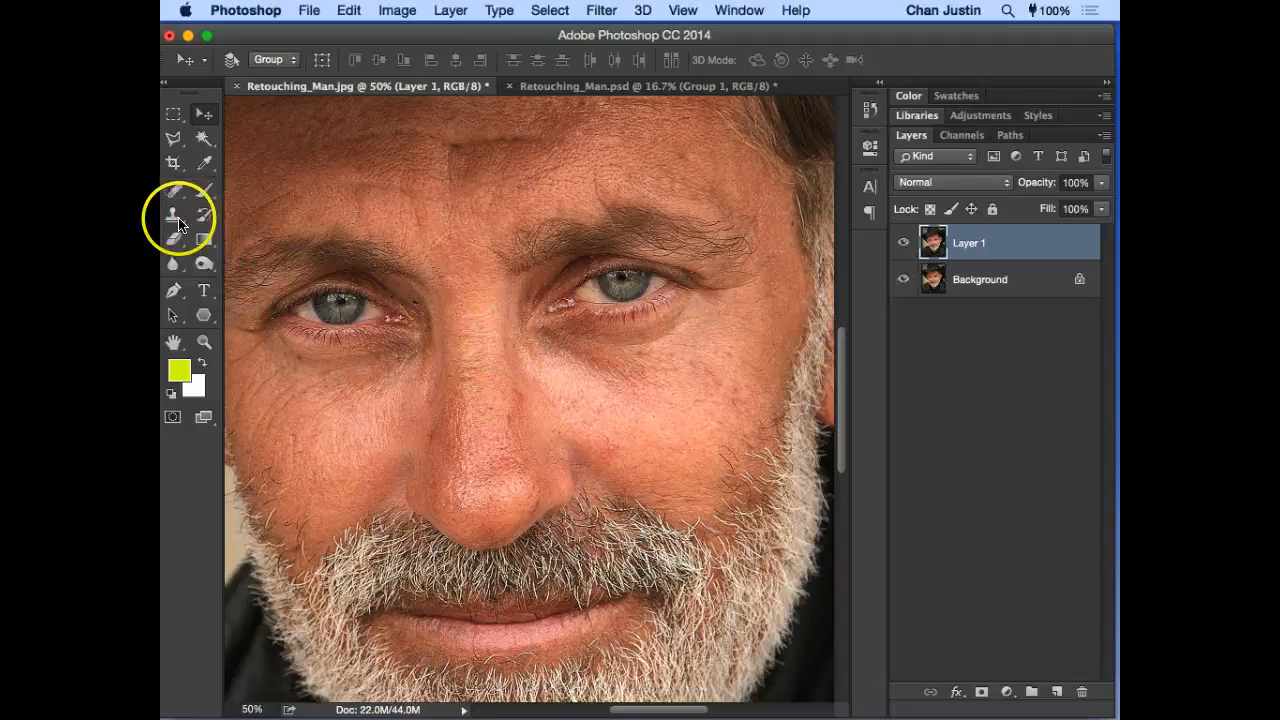 Photoshop File Edit Image Layer Type Select Filter 3D View Window Help Chan Justin 100%
Adobe Photoshop CC 2014
Group 3D Mode:
× Retouching_Man.jpg @ 50% (Layer 1, RGB/8) * × Retouching_Man.psd @ 16.7% (Group 1, RGB/8) *
Color Swatches
Libraries Adjustments Styles
Layers Channels Paths
Kind
Normal Opacity: 100%
Lock: Fill: 100%
Layer 1
Background
50% Doc: 22.0M/44.0M